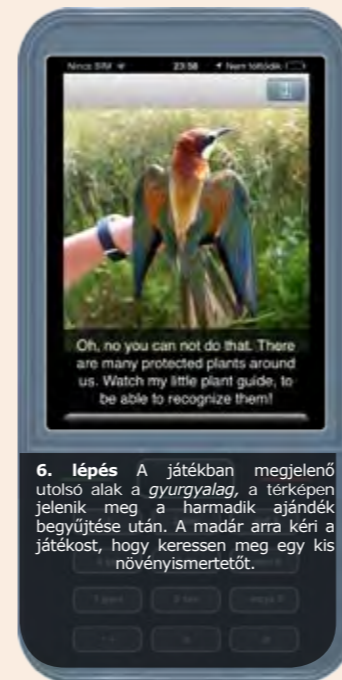 Nincs SIM 23:58 Nem töltődik
Oh, no you can not do that. There
are many protected plants around
us. Watch my little plant guide, to
be able to recognize them!
6. lépés A játékban megjelenő
utolsó alak a gyurgyalag, a térképen
jelenik meg a harmadik ajándék
begyűjtése után. A madár arra kéri a
játékost, hogy keressen meg egy kis
növényismertetőt.